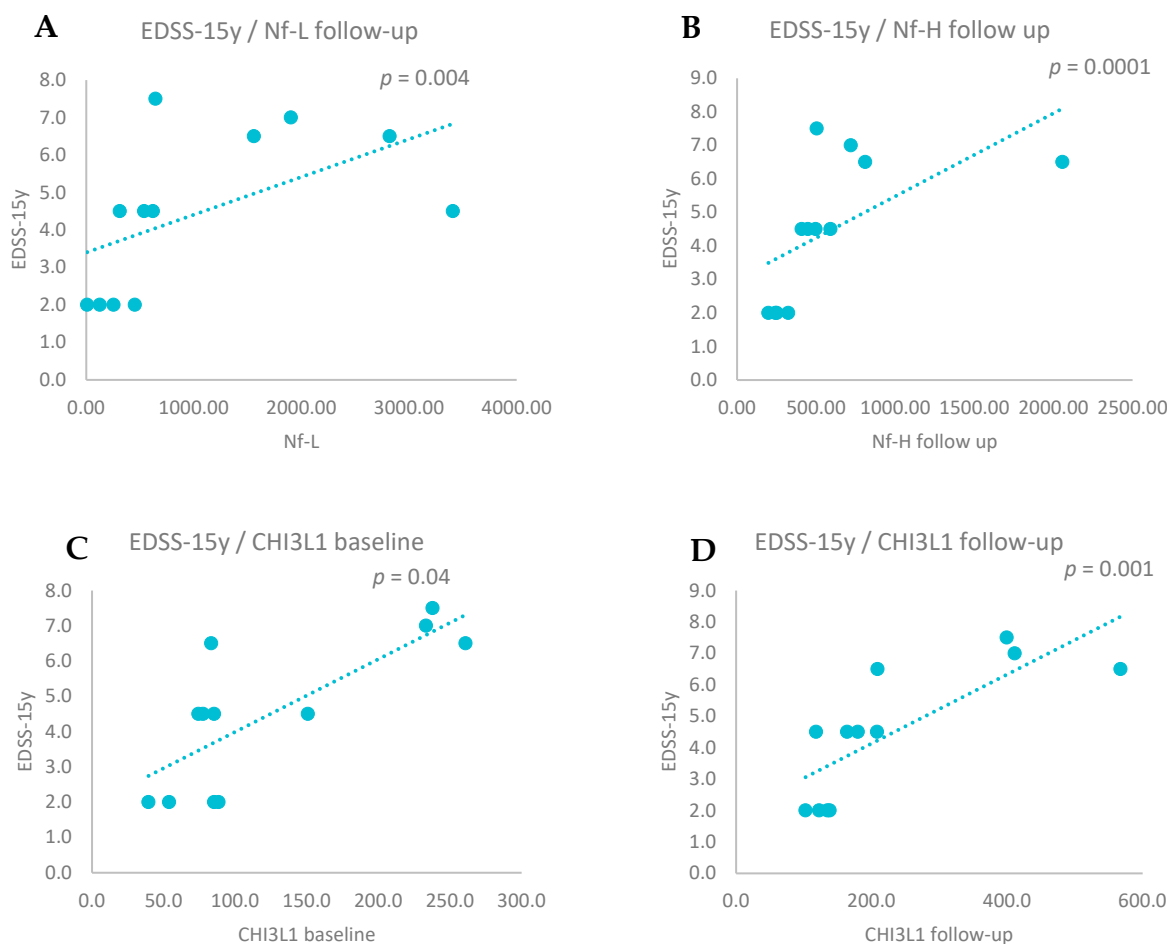 A
EDSS-15y / Nf-L follow-up
p = 0.004
8.0
7.0
6.0
5.0
4.0
3.0
2.0
1.0
0.0
EDSS-15y
0.00 1000.00 2000.00 3000.00 4000.00
Nf-L
B
EDSS-15y / Nf-H follow up
p = 0.0001
9.0
8.0
7.0
6.0
5.0
4.0
3.0
2.0
1.0
0.0
EDSS-15y
0.00 500.00 1000.00 1500.00 2000.00 2500.00
Nf-H follow up
C
EDSS-15y / CHI3L1 baseline
p = 0.04
8.0
7.0
6.0
5.0
4.0
3.0
2.0
1.0
0.0
EDSS-15y
0.0 50.0 100.0 150.0 200.0 250.0 300.0
CHI3L1 baseline
D
EDSS-15y / CHI3L1 follow-up
p = 0.001
9.0
8.0
7.0
6.0
5.0
4.0
3.0
2.0
1.0
0.0
EDSS-15y
0.0 200.0 400.0 600.0
CHI3L1 follow-up